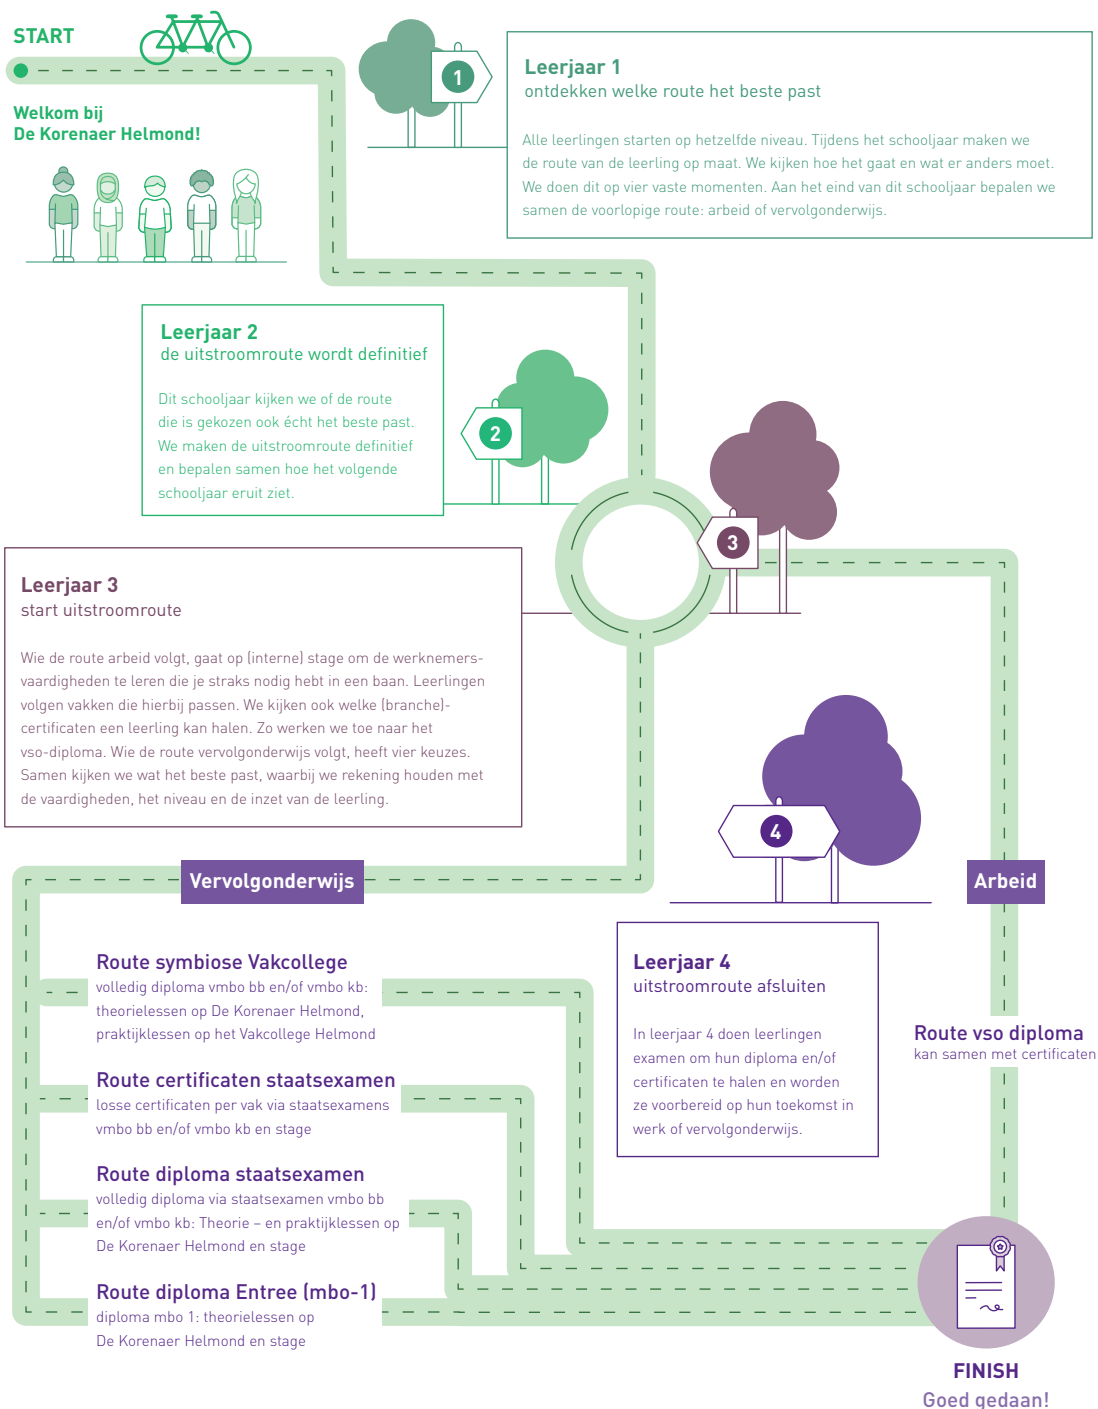 START
Welkom bij
De Korenaer Helmond!
1
Leerjaar 1
ontdekken welke route het beste past
Alle leerlingen starten op hetzelfde niveau. Tijdens het schooljaar maken we
de route van de leerling op maat. We kijken hoe het gaat en wat er anders moet.
We doen dit op vier vaste momenten. Aan het eind van dit schooljaar bepalen we
samen de voorlopige route: arbeid of vervolgonderwijs.
Leerjaar 2
de uitstroomroute wordt definitief
Dit schooljaar kijken we of de route
die is gekozen ook écht het beste past.
We maken de uitstroomroute definitief
en bepalen samen hoe het volgende
schooljaar eruit ziet.
2
3
Leerjaar 3
start uitstroomroute
Wie de route arbeid volgt, gaat op (interne) stage om de werknemers-
vaardigheden te leren die je straks nodig hebt in een baan. Leerlingen
volgen vakken die hierbij passen. We kijken ook welke (branche)-
certificaten een leerling kan halen. Zo werken we toe naar het
vso-diploma. Wie de route vervolgonderwijs volgt, heeft vier keuzes.
Samen kijken we wat het beste past, waarbij we rekening houden met
de vaardigheden, het niveau en de inzet van de leerling.
4
Vervolgonderwijs
Arbeid
Route symbiose Vakcollege
volledig diploma vmbo bb en/of vmbo kb:
theorielessen op De Korenaer Helmond,
praktijklessen op het Vakcollege Helmond
Route certificaten staatsexamen
losse certificaten per vak via staatsexamens
vmbo bb en/of vmbo kb en stage
Route diploma staatsexamen
volledig diploma via staatsexamen vmbo bb
en/of vmbo kb: Theorie – en praktijklessen op
De Korenaer Helmond en stage
Route diploma Entree (mbo-1)
diploma mbo 1: theorielessen op
De Korenaer Helmond en stage
Leerjaar 4
uitstroomroute afsluiten
In leerjaar 4 doen leerlingen
examen om hun diploma en/of
certificaten te halen en worden
ze voorbereid op hun toekomst in
werk of vervolgonderwijs.
Route vso diploma
kan samen met certificaten
FINISH
Goed gedaan!